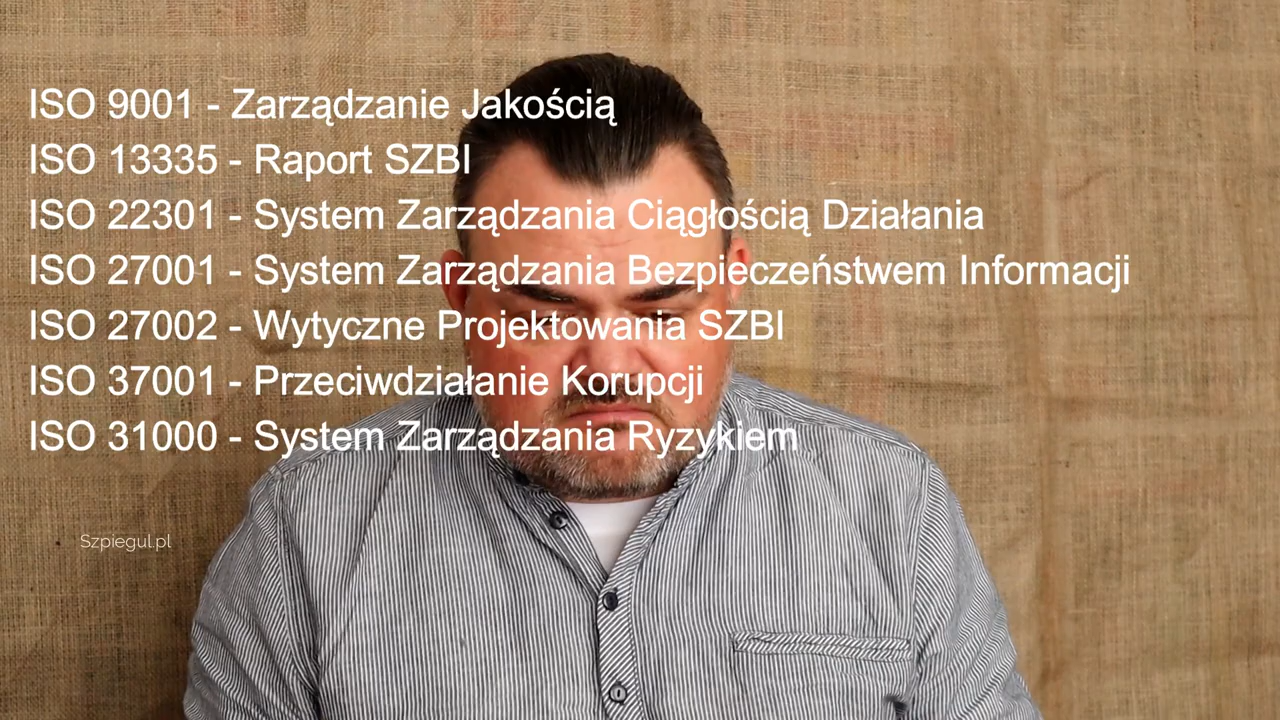 ISO 9001 - Zarządzanie Jakością
ISO 13335 - Raport SZBI
ISO 22301 - System Zarządzania Ciągłością Działania
ISO 27001 - System Zarządzania Bezpieczeństwem Informacji
ISO 27002 - Wytyczne Projektowania SZBI
ISO 37001 - Przeciwdziałanie Korupcji
ISO 31000 - System Zarządzania Ryzykiem
Szpiegul.pl